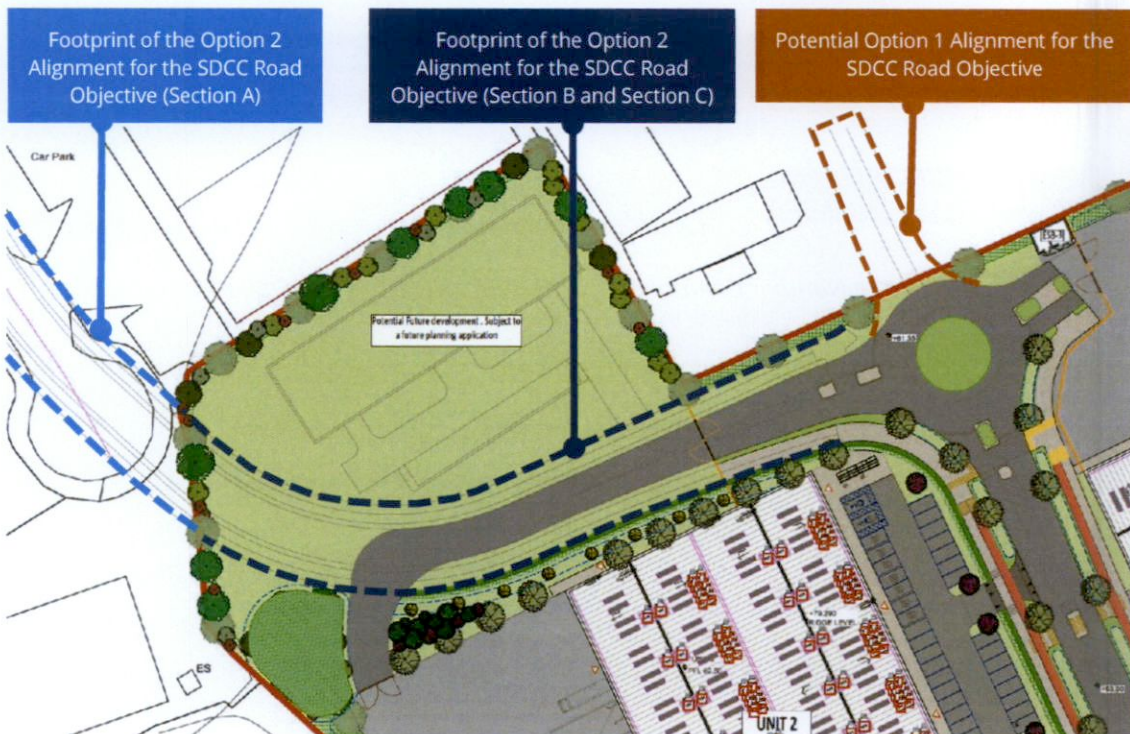 Footprint of the Option 2
Alignment for the SDCC Road
Objective (Section A)
Footprint of the Option 2
Alignment for the SDCC Road
Objective (Section B and Section C)
Potential Option 1 Alignment for the
SDCC Road Objective
Car Park
Potential Future development . Subject to
a future planning application
ES
RIDGE LEVEL
UNIT 2